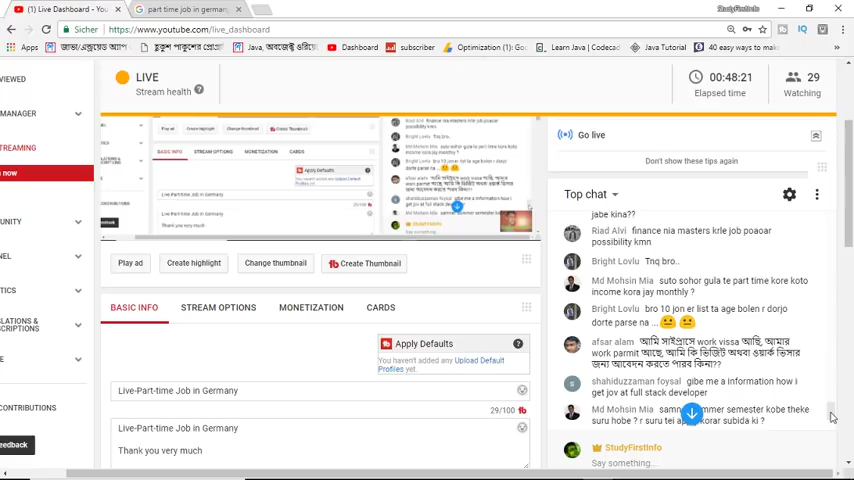 StudyFirstInfo
(1) Live Dashboard - Yo
part time job in german
Sicher
https://www.youtube.com/live_dashboard
Apps
dashboard
subscriber
Optimization (1): Goo
Learn Java | Codecad
Java Tutorial
40 easy ways to make
VIEWED
MANAGER
STREAMING
now
UNITY
NEL
TICS
SCRIPTIONS
CONTRIBUTIONS
eedback
LIVE
Stream health
00:48:21
Elapsed time
29
Watching
Play ad
Create highlight
Change thumbnail
Create Thumbnail
BASIC INFO
STREAM OPTIONS
MONETIZATION
CARDS
Apply Defaults
You haven't added any Upload Default
Profiles yet.
Live-Part-time Job in Germany
29/100
Live-Part-time Job in Germany
Thank you very much
Go live
Don't show these tips again
Top chat
jabe kina??
Riad Alvi finance nia masters krle job poaoar
possibility kmn
Bright Lovlu Tnq bro..
Md Mohsin Mia suto sohor gula te part time kore koto
income kora jay monthly ?
Bright Lovlu bro 10 jon er list ta age bolen r dorjo
dorte parse na ... 😐 😐
afsar alam আমি সাইপ্রাসে work vissa আছি, আমার
work parmit আছে, আমি কি ভিজিট অথবা ওয়ার্ক ভিসার
জন্য আবেদন করতে পারব কিনা??
shahiduzzaman foysal gibe me a information how i
get jov at full stack developer
Md Mohsin Mia mmer semester kobe theke
suru hobe ? r suru tei korar subida ki ?
StudyFirstInfo
Say something...